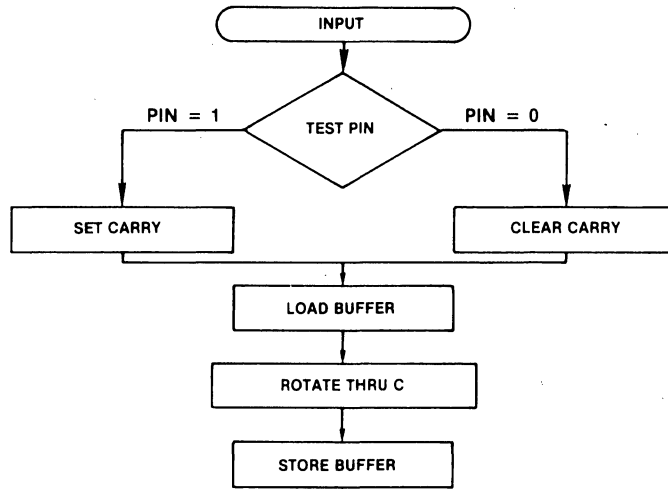 INPUT
TEST PIN
PIN = 1
PIN = 0
SET CARRY
CLEAR CARRY
LOAD BUFFER
ROTATE THRU C
STORE BUFFER